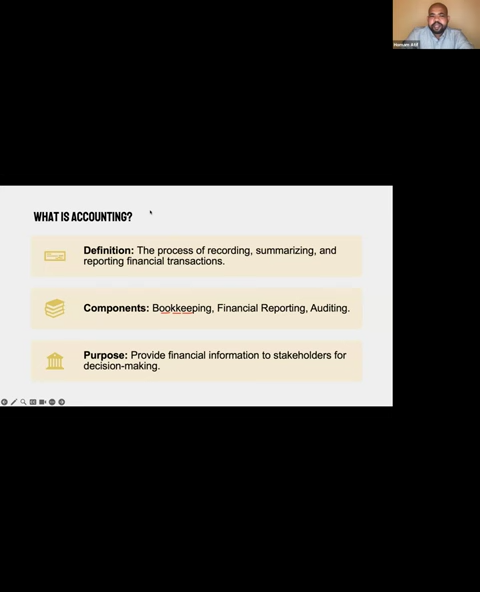 WHAT IS ACCOUNTING?
Definition: The process of recording, summarizing, and
reporting financial transactions.
Components: Bookkeeping, Financial Reporting, Auditing.
Purpose: Provide financial information to stakeholders for
decision-making.